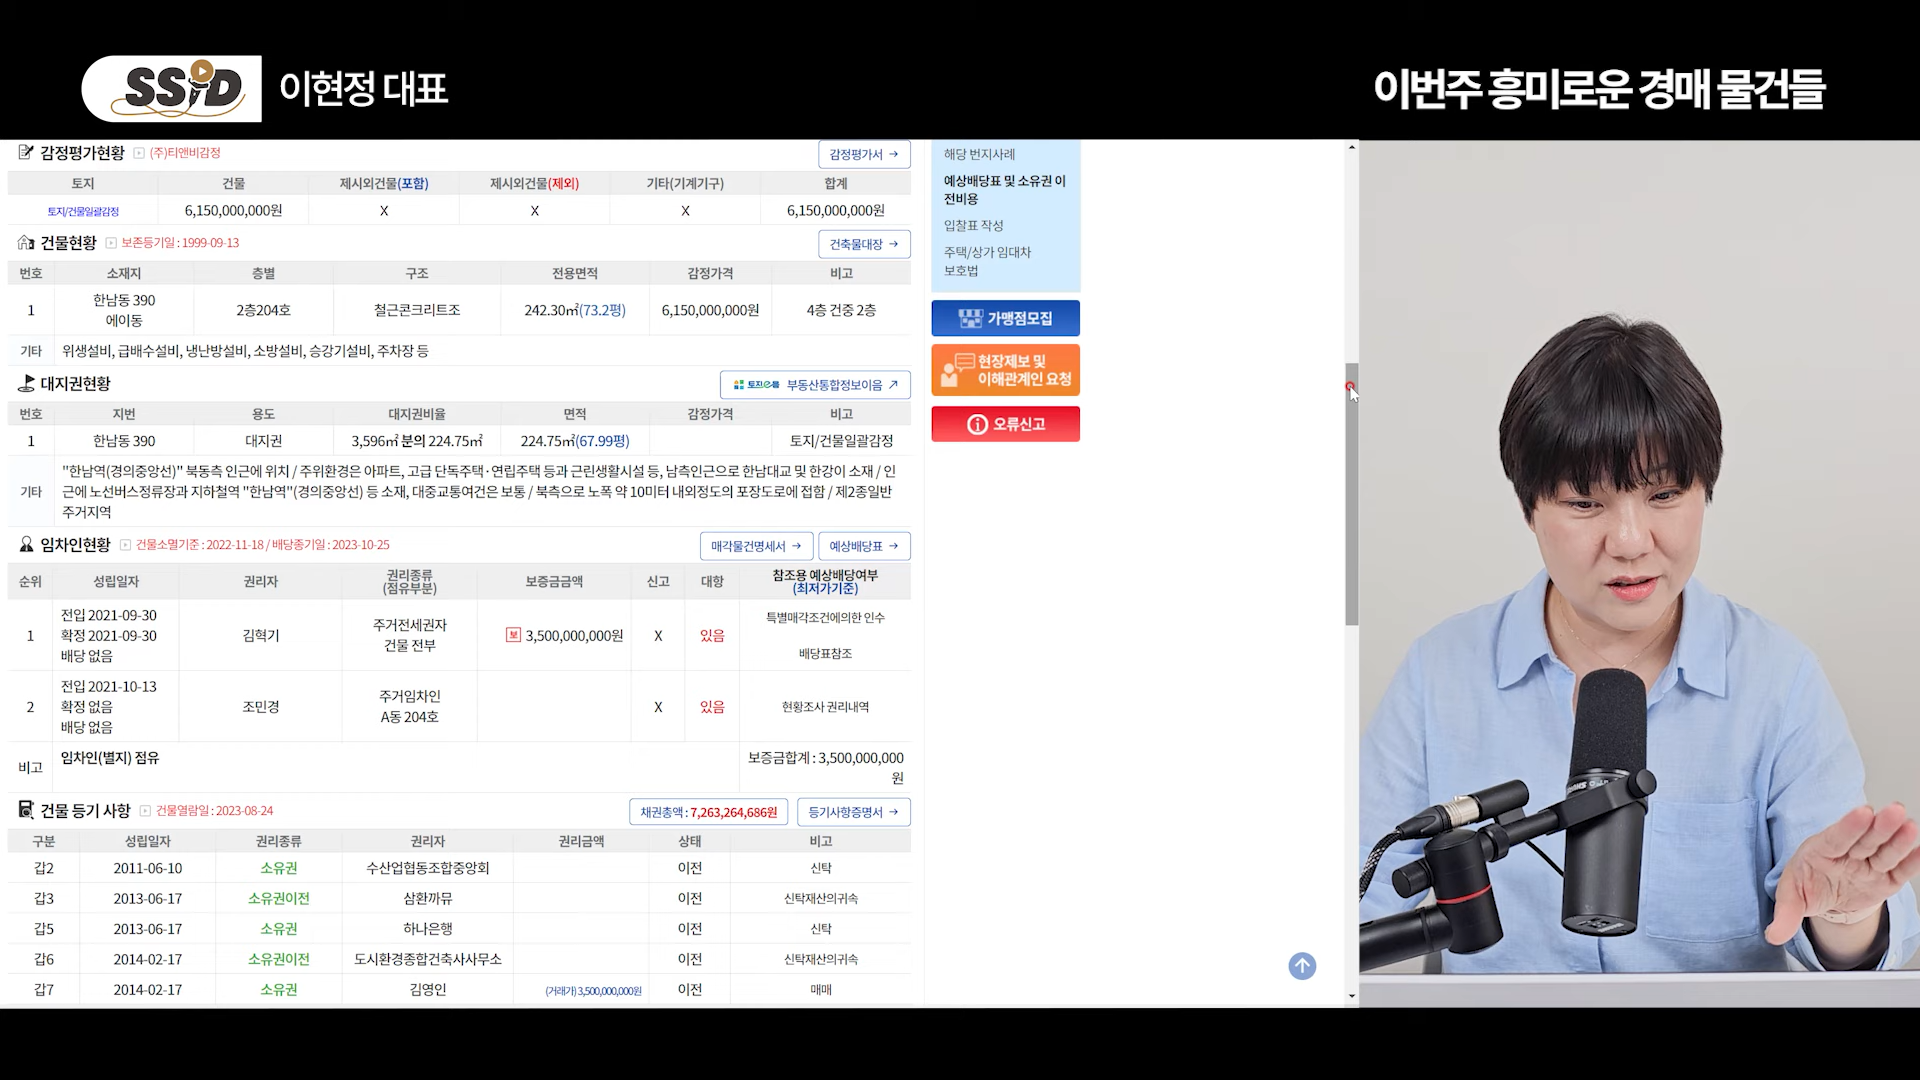 SSiD 이현정 대표
이번주 흥미로운 경매 물건들
감정평가현황 (주)티앤비감정 감정평가서 →
토지 건물 제시외건물(포함) 제시외건물(제외) 기타(기계기구) 합계
토지/건물일괄감정 6,150,000,000원 X X X 6,150,000,000원
건물현황 보존등기일 : 1999-09-13 건축물대장 →
번호 소재지 층별 구조 전용면적 감정가격 비고
1 한남동 390 에이동 2층204호 철근콘크리트조 242.30㎡(73.2평) 6,150,000,000원 4층 건중 2층
기타 위생설비, 급배수설비, 냉난방설비, 소방설비, 승강기설비, 주차장 등
대지권현황 토지e음 부동산통합정보이음 ↗
번호 지번 용도 대지권비율 면적 감정가격 비고
1 한남동 390 대지권 3,596㎡ 분의 224.75㎡ 224.75㎡(67.99평) 토지/건물일괄감정
기타
"한남역(경의중앙선)" 북동측 인근에 위치 / 주위환경은 아파트, 고급 단독주택·연립주택 등과 근린생활시설 등, 남측인근으로 한남대교 및 한강이 소재 / 인
근에 노선버스정류장과 지하철역 "한남역"(경의중앙선) 등 소재, 대중교통여건은 보통 / 북측으로 노폭 약 10미터 내외정도의 포장도로에 접함 / 제2종일반
주거지역
임차인현황 건물소멸기준 : 2022-11-18 / 배당종기일 : 2023-10-25 매각물건명세서 → 예상배당표 →
순위 성립일자 권리자 권리종류 (점유부분) 보증금금액 신고 대항 참조용 예상배당여부 (최저가기준)
1 전입 2021-09-30 확정 2021-09-30 배당 없음 김혁기 주거전세권자 건물 전부 보 3,500,000,000원 X 있음 특별매각조건에의한 인수 배당표참조
2 전입 2021-10-13 확정 없음 배당 없음 조민경 주거임차인 A동 204호 X 있음 현황조사 권리내역
비고 임차인(별지) 점유 보증금합계 : 3,500,000,000
원
건물 등기 사항 건물열람일 : 2023-08-24 채권총액 : 7,263,264,686원 등기사항증명서 →
구분 성립일자 권리종류 권리자 권리금액 상태 비고
갑2 2011-06-10 소유권 수산업협동조합중앙회 이전 신탁
갑3 2013-06-17 소유권이전 삼환까뮤 이전 신탁재산의귀속
갑5 2013-06-17 소유권 하나은행 이전 신탁
갑6 2014-02-17 소유권이전 도시환경종합건축사사무소 이전 신탁재산의귀속
갑7 2014-02-17 소유권 김영인 (거래가) 3,500,000,000원 이전 매매
해당 번지사례
예상배당표 및 소유권 이
전비용
입찰표 작성
주택/상가 임대차
보호법
가맹점모집
현장제보 및
이해관계인 요청
오류신고